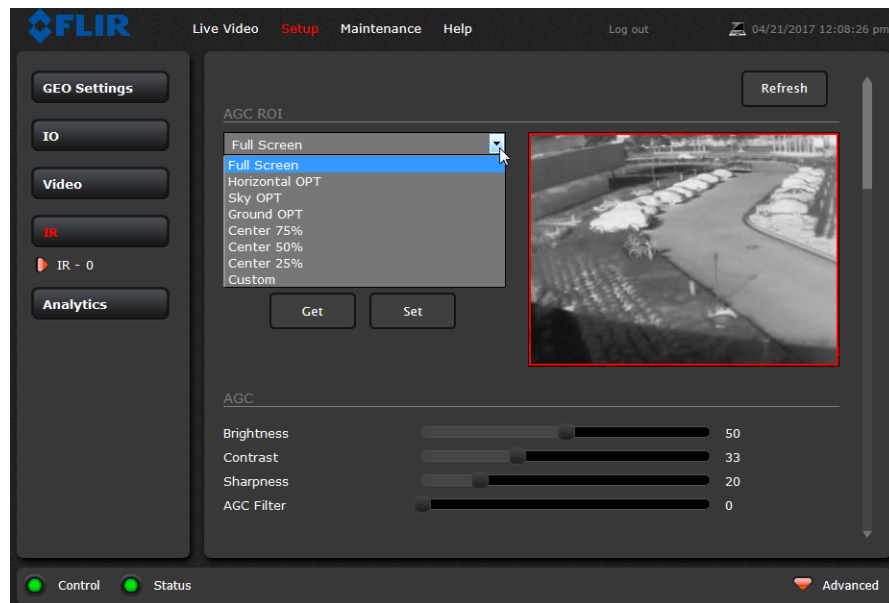 FLIR
Live Video Setup Maintenance Help Log out 04/21/2017 12:08:26 pm
GEO Settings
IO
Video
IR
IR - 0
Analytics
Refresh
AGC ROI
Full Screen
Full Screen
Horizontal OPT
Sky OPT
Ground OPT
Center 75%
Center 50%
Center 25%
Custom
Get Set
AGC
Brightness 50
Contrast 33
Sharpness 20
AGC Filter 0
Control Status Advanced